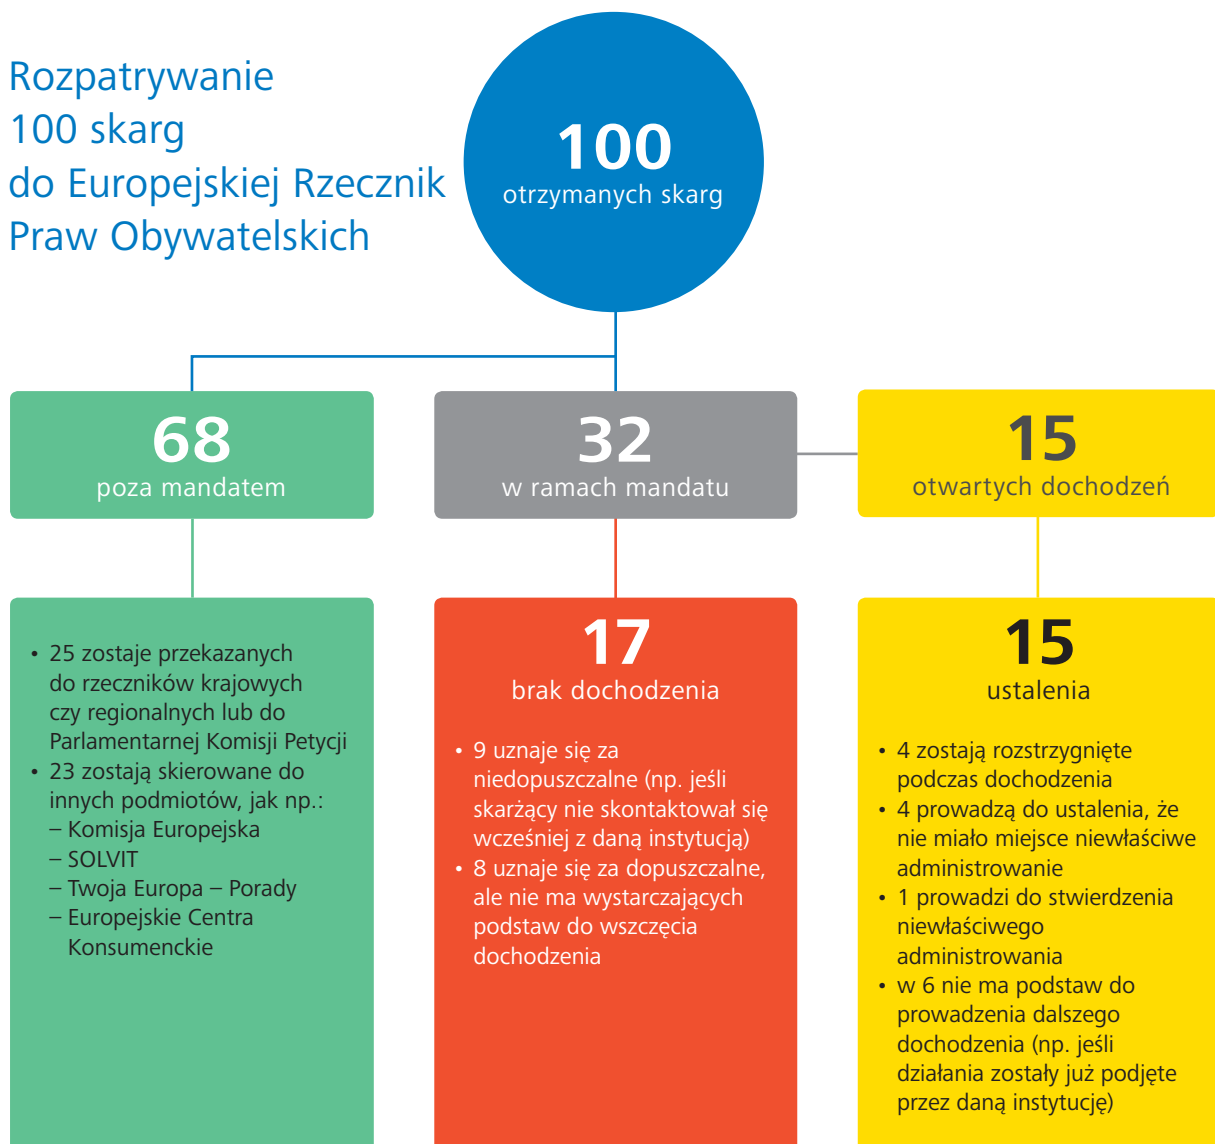 Rozpatrywanie
100 skarg
do Europejskiej Rzecznik
Praw Obywatelskich
100
otrzymanych skarg
68
poza mandatem
32
w ramach mandatu
15
otwartych dochodzeń
• 25 zostaje przekazanych
do rzeczników krajowych
czy regionalnych lub do
Parlamentarnej Komisji Petycji
• 23 zostają skierowane do
innych podmiotów, jak np.:
– Komisja Europejska
– SOLVIT
– Twoja Europa – Porady
– Europejskie Centra
Konsumenckie
17
brak dochodzenia
• 9 uznaje się za
niedopuszczalne (np. jeśli
skarżący nie skontaktował się
wcześniej z daną instytucją)
• 8 uznaje się za dopuszczalne,
ale nie ma wystarczających
podstaw do wszczęcia
dochodzenia
15
ustalenia
• 4 zostają rozstrzygnięte
podczas dochodzenia
• 4 prowadzą do ustalenia, że
nie miało miejsce niewłaściwe
administrowanie
• 1 prowadzi do stwierdzenia
niewłaściwego
administrowania
• w 6 nie ma podstaw do
prowadzenia dalszego
dochodzenia (np. jeśli
działania zostały już podjęte
przez daną instytucję)